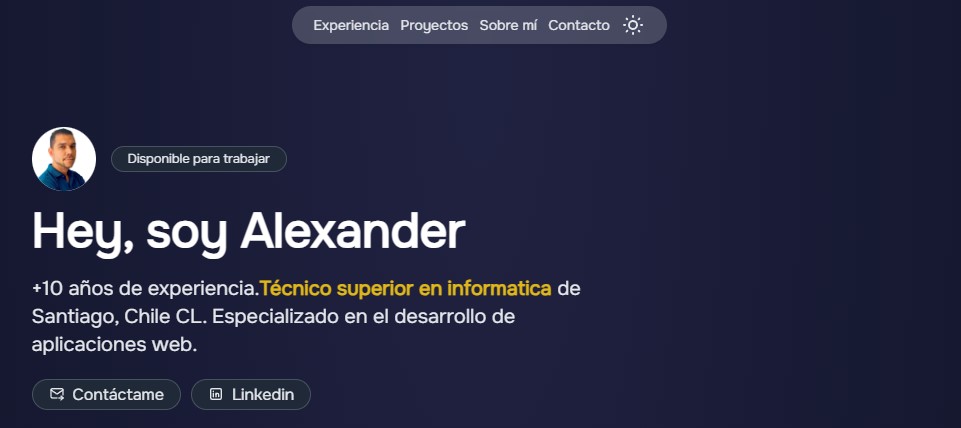 Experiencia Proyectos Sobre mí Contacto
Disponible para trabajar
Hey, soy Alexander
+10 años de experiencia.Técnico superior en informatica de
Santiago, Chile CL. Especializado en el desarrollo de
aplicaciones web.
Contáctame Linkedin